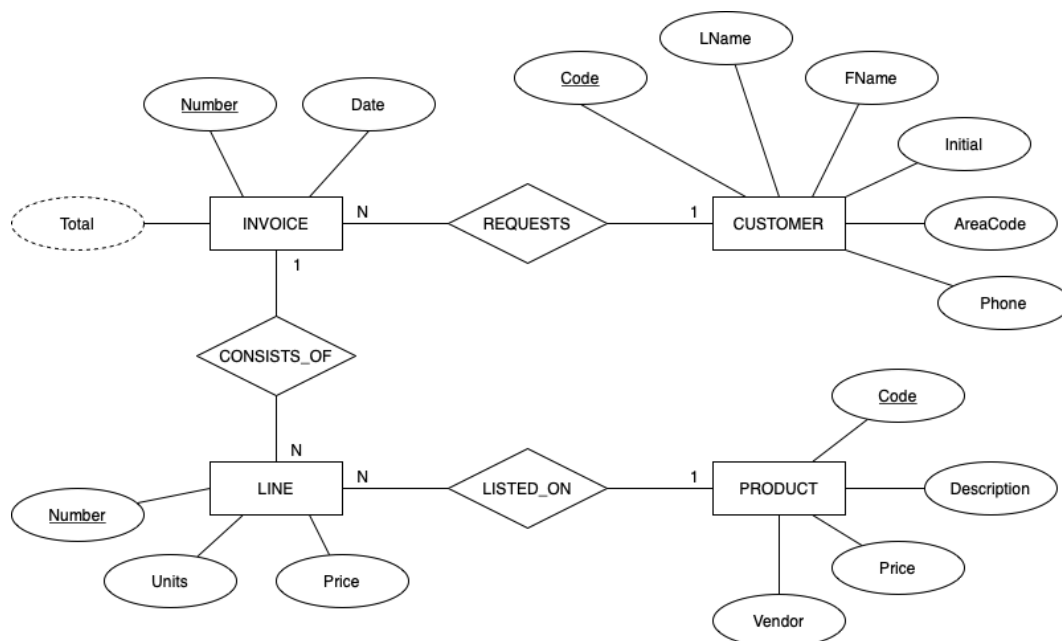 LName
Code
FName
Number
Date
Initial
Total
INVOICE
N
REQUESTS
1
CUSTOMER
AreaCode
1
Phone
CONSISTS_OF
Code
N
LINE
N
LISTED_ON
1
PRODUCT
Description
Number
Units
Price
Price
Vendor